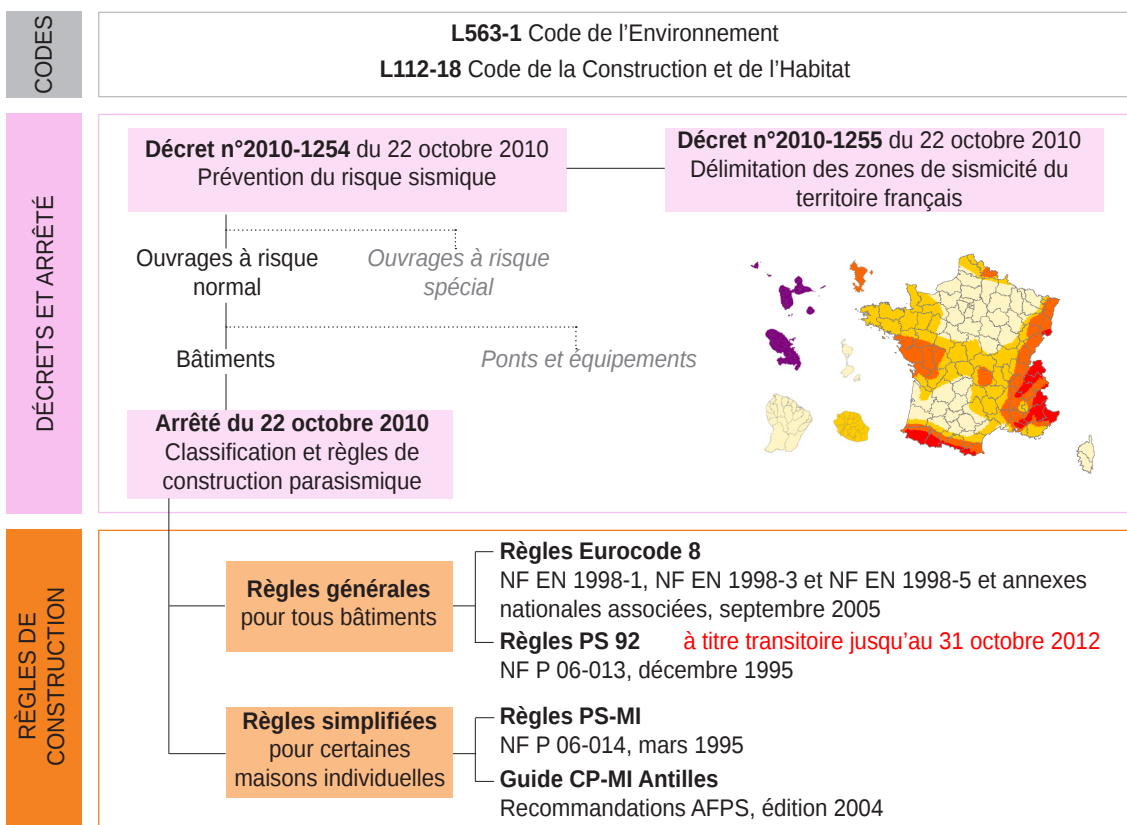 CODES
L563-1 Code de l’Environnement
L112-18 Code de la Construction et de l’Habitat
DÉCRETS ET ARRÊTÉ
Décret n°2010-1254 du 22 octobre 2010
Prévention du risque sismique
Décret n°2010-1255 du 22 octobre 2010
Délimitation des zones de sismicité du
territoire français
Ouvrages à risque
normal
Ouvrages à risque
spécial
Bâtiments
Ponts et équipements
Arrêté du 22 octobre 2010
Classification et règles de
construction parasismique
RÈGLES DE
CONSTRUCTION
Règles générales
pour tous bâtiments
Règles Eurocode 8
NF EN 1998-1, NF EN 1998-3 et NF EN 1998-5 et annexes
nationales associées, septembre 2005
Règles PS 92 à titre transitoire jusqu’au 31 octobre 2012
NF P 06-013, décembre 1995
Règles simplifiées
pour certaines
maisons individuelles
Règles PS-MI
NF P 06-014, mars 1995
Guide CP-MI Antilles
Recommandations AFPS, édition 2004